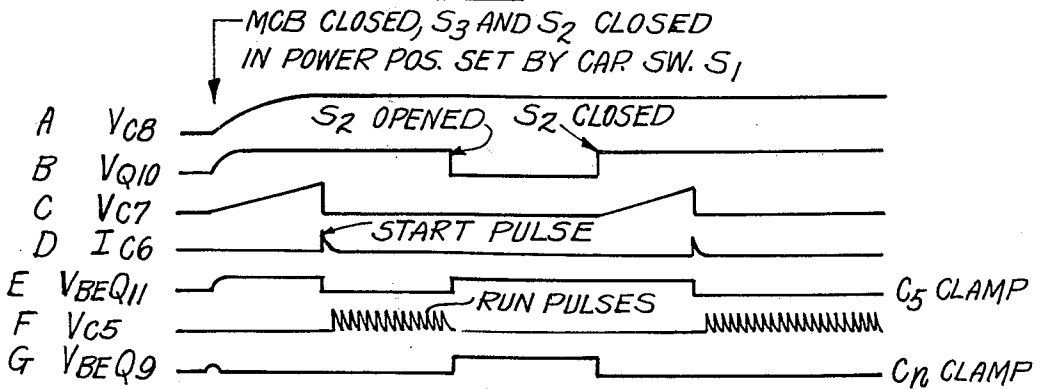 MCB CLOSED, S3 AND S2 CLOSED
IN POWER POS. SET BY CAP. SW. S1
A VC8
S2 OPENED S2 CLOSED
B VQ10
C VC7
D IC6 START PULSE
E VBEQ11 C5 CLAMP
F VC5 RUN PULSES
G VBEQ9 Cn CLAMP